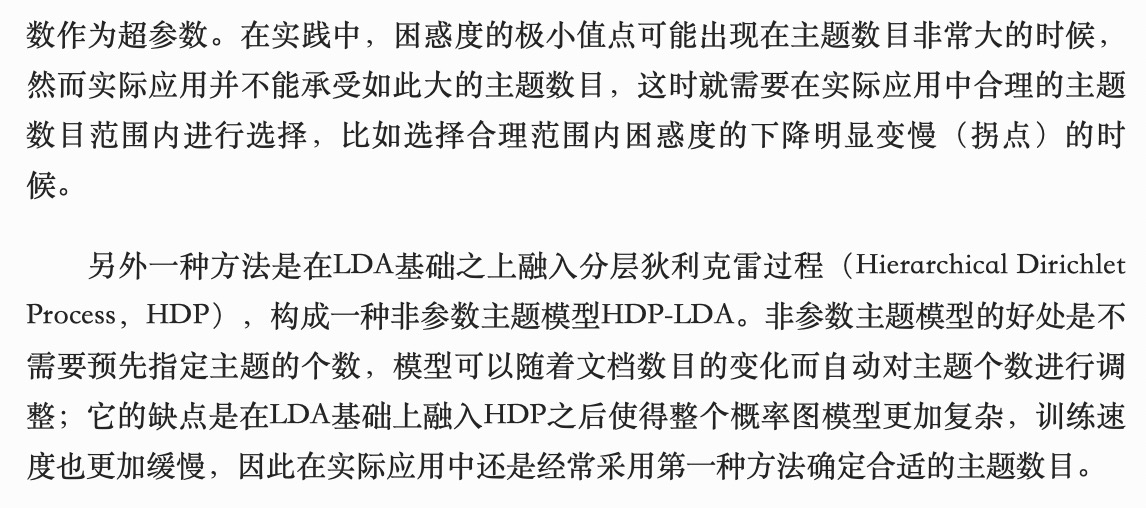 数作为超参数。在实践中，困惑度的极小值点可能出现在主题数目非常大的时候，
然而实际应用并不能承受如此大的主题数目，这时就需要在实际应用中合理的主题
数目范围内进行选择，比如选择合理范围内困惑度的下降明显变慢（拐点）的时
候。
另外一种方法是在LDA基础之上融入分层狄利克雷过程（Hierarchical Dirichlet
Process，HDP），构成一种非参数主题模型HDP-LDA。非参数主题模型的好处是不
需要预先指定主题的个数，模型可以随着文档数目的变化而自动对主题个数进行调
整；它的缺点是在LDA基础上融入HDP之后使得整个概率图模型更加复杂，训练速
度也更加缓慢，因此在实际应用中还是经常采用第一种方法确定合适的主题数目。